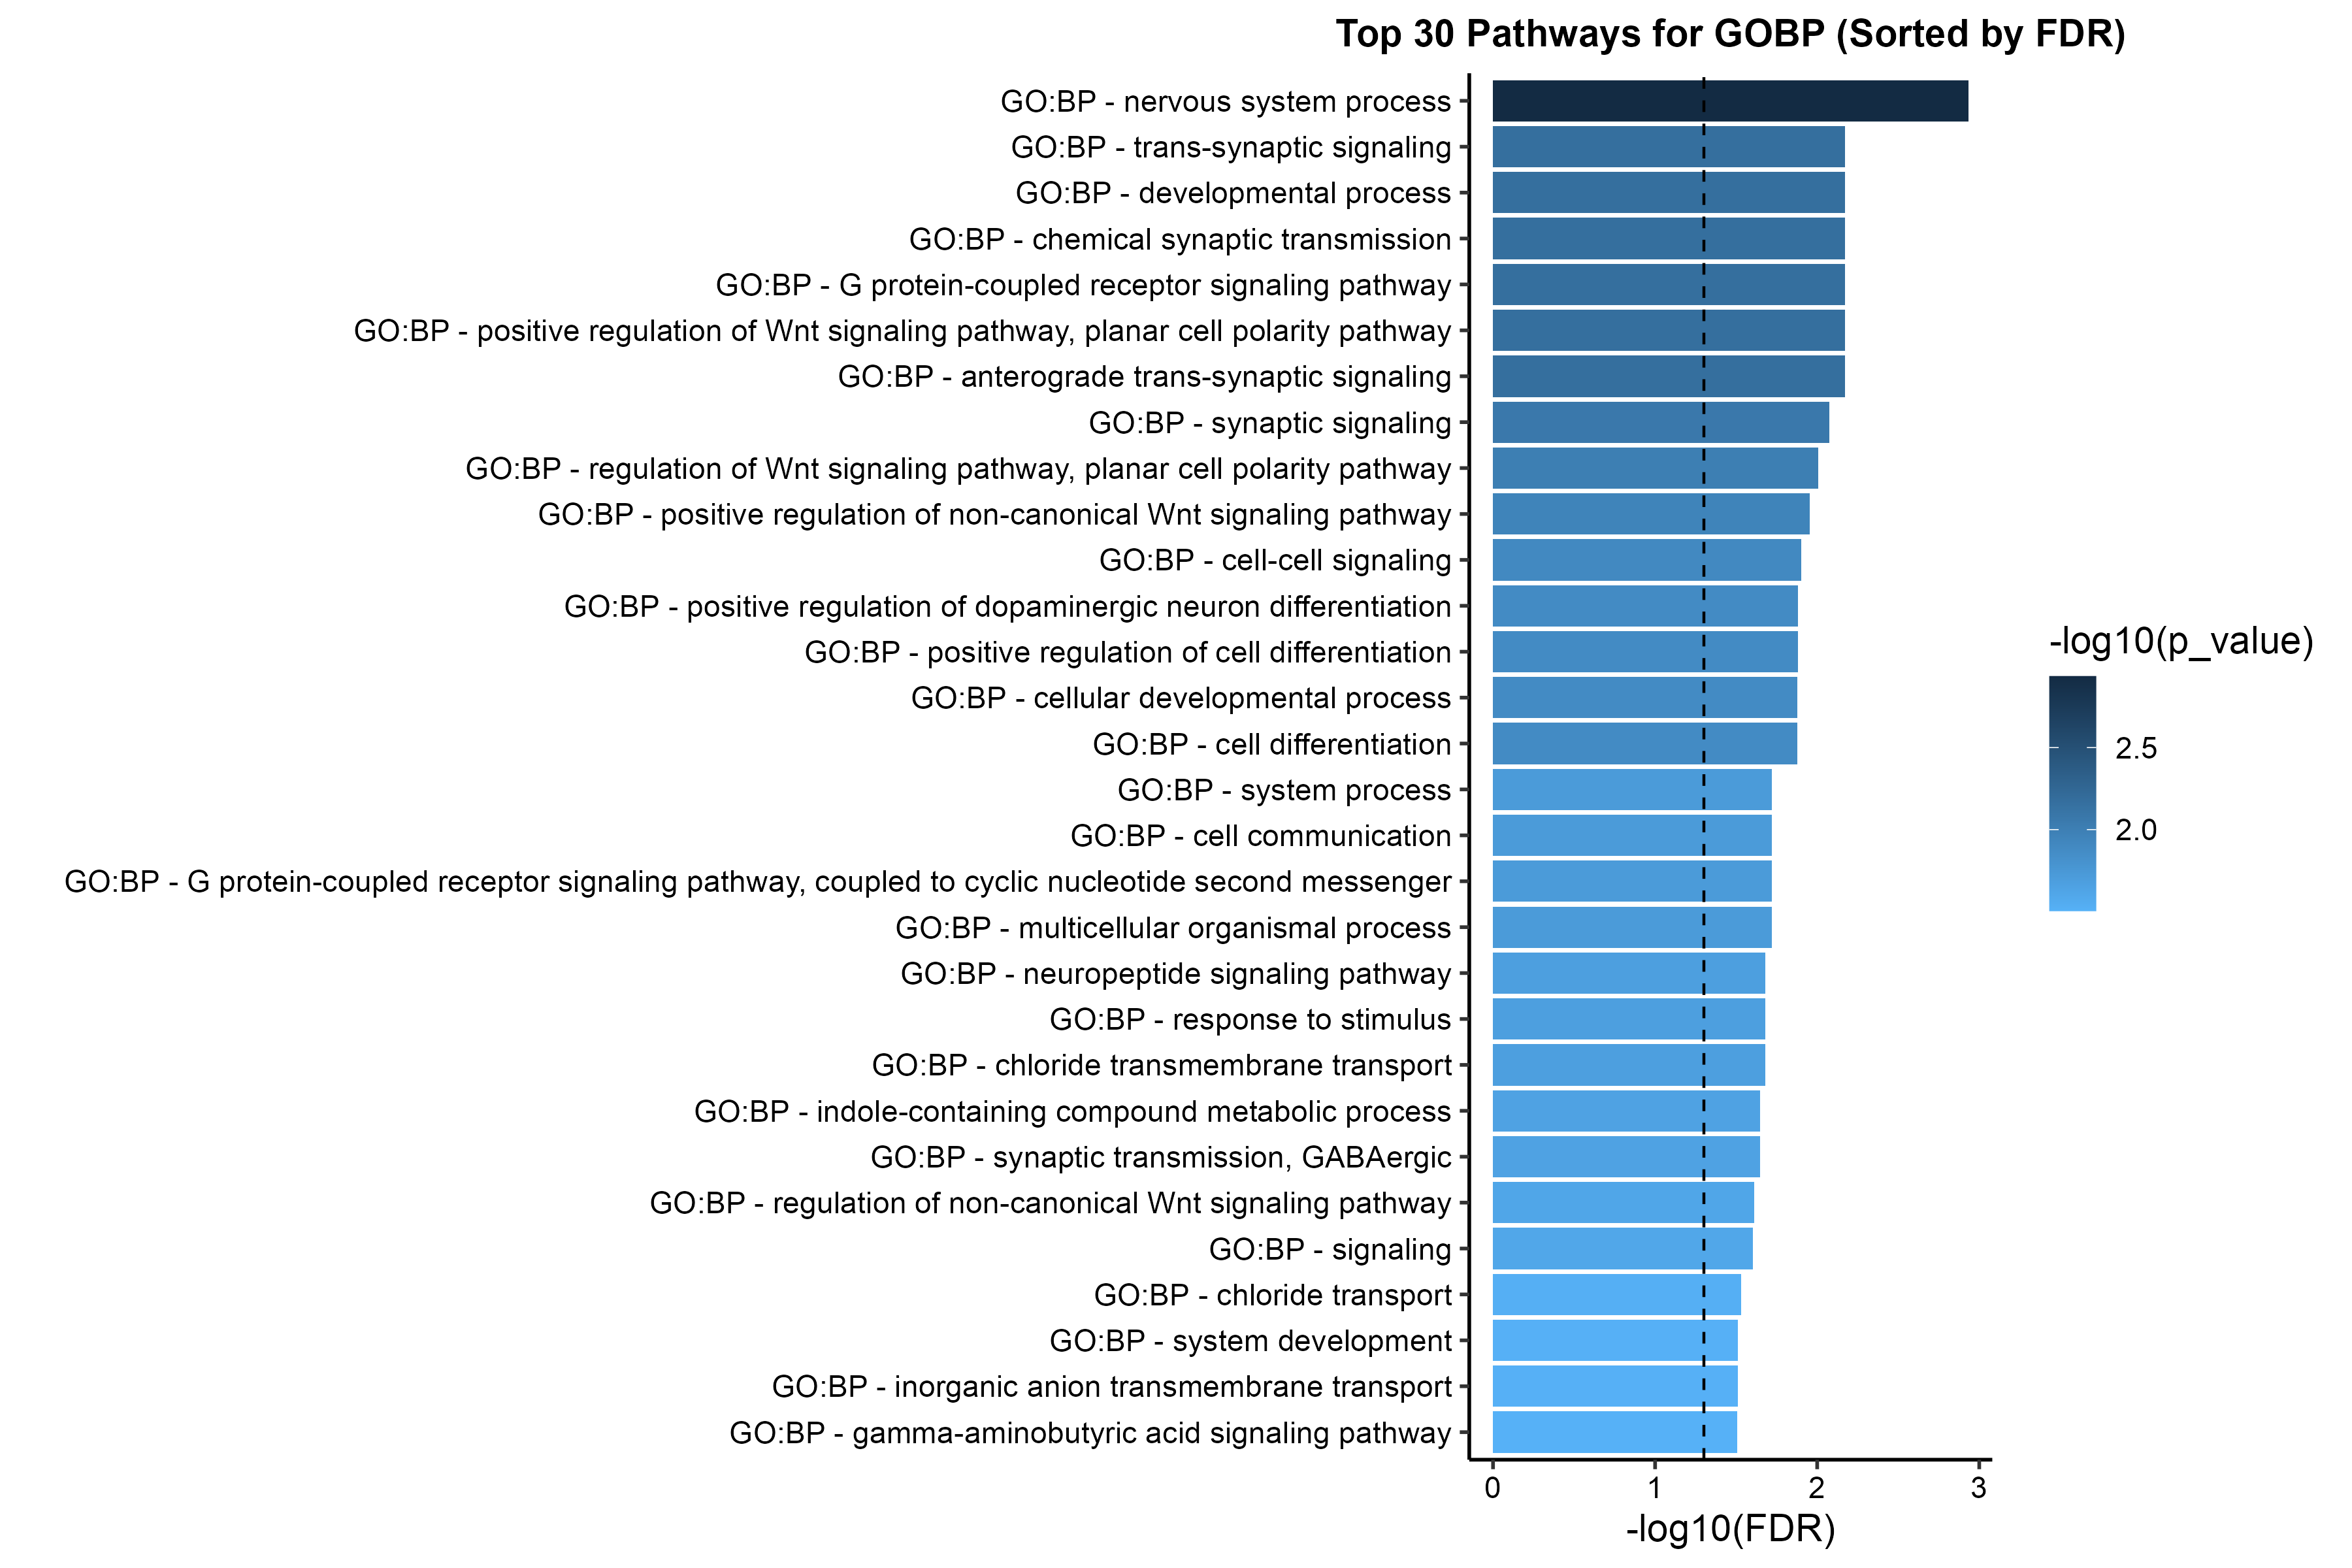 Top 30 Pathways for GOBP (Sorted by FDR)
GO:BP - nervous system process
GO:BP - trans-synaptic signaling
GO:BP - developmental process
GO:BP - chemical synaptic transmission
GO:BP - G protein-coupled receptor signaling pathway
GO:BP - positive regulation of Wnt signaling pathway, planar cell polarity pathway
GO:BP - anterograde trans-synaptic signaling
GO:BP - synaptic signaling
GO:BP - regulation of Wnt signaling pathway, planar cell polarity pathway
GO:BP - positive regulation of non-canonical Wnt signaling pathway
GO:BP - cell-cell signaling
GO:BP - positive regulation of dopaminergic neuron differentiation
GO:BP - positive regulation of cell differentiation
GO:BP - cellular developmental process
GO:BP - cell differentiation
GO:BP - system process
GO:BP - cell communication
GO:BP - G protein-coupled receptor signaling pathway, coupled to cyclic nucleotide second messenger
GO:BP - multicellular organismal process
GO:BP - neuropeptide signaling pathway
GO:BP - response to stimulus
GO:BP - chloride transmembrane transport
GO:BP - indole-containing compound metabolic process
GO:BP - synaptic transmission, GABAergic
GO:BP - regulation of non-canonical Wnt signaling pathway
GO:BP - signaling
GO:BP - chloride transport
GO:BP - system development
GO:BP - inorganic anion transmembrane transport
GO:BP - gamma-aminobutyric acid signaling pathway
0 1 2 3
-log10(FDR)
-log10(p_value)
2.5
2.0